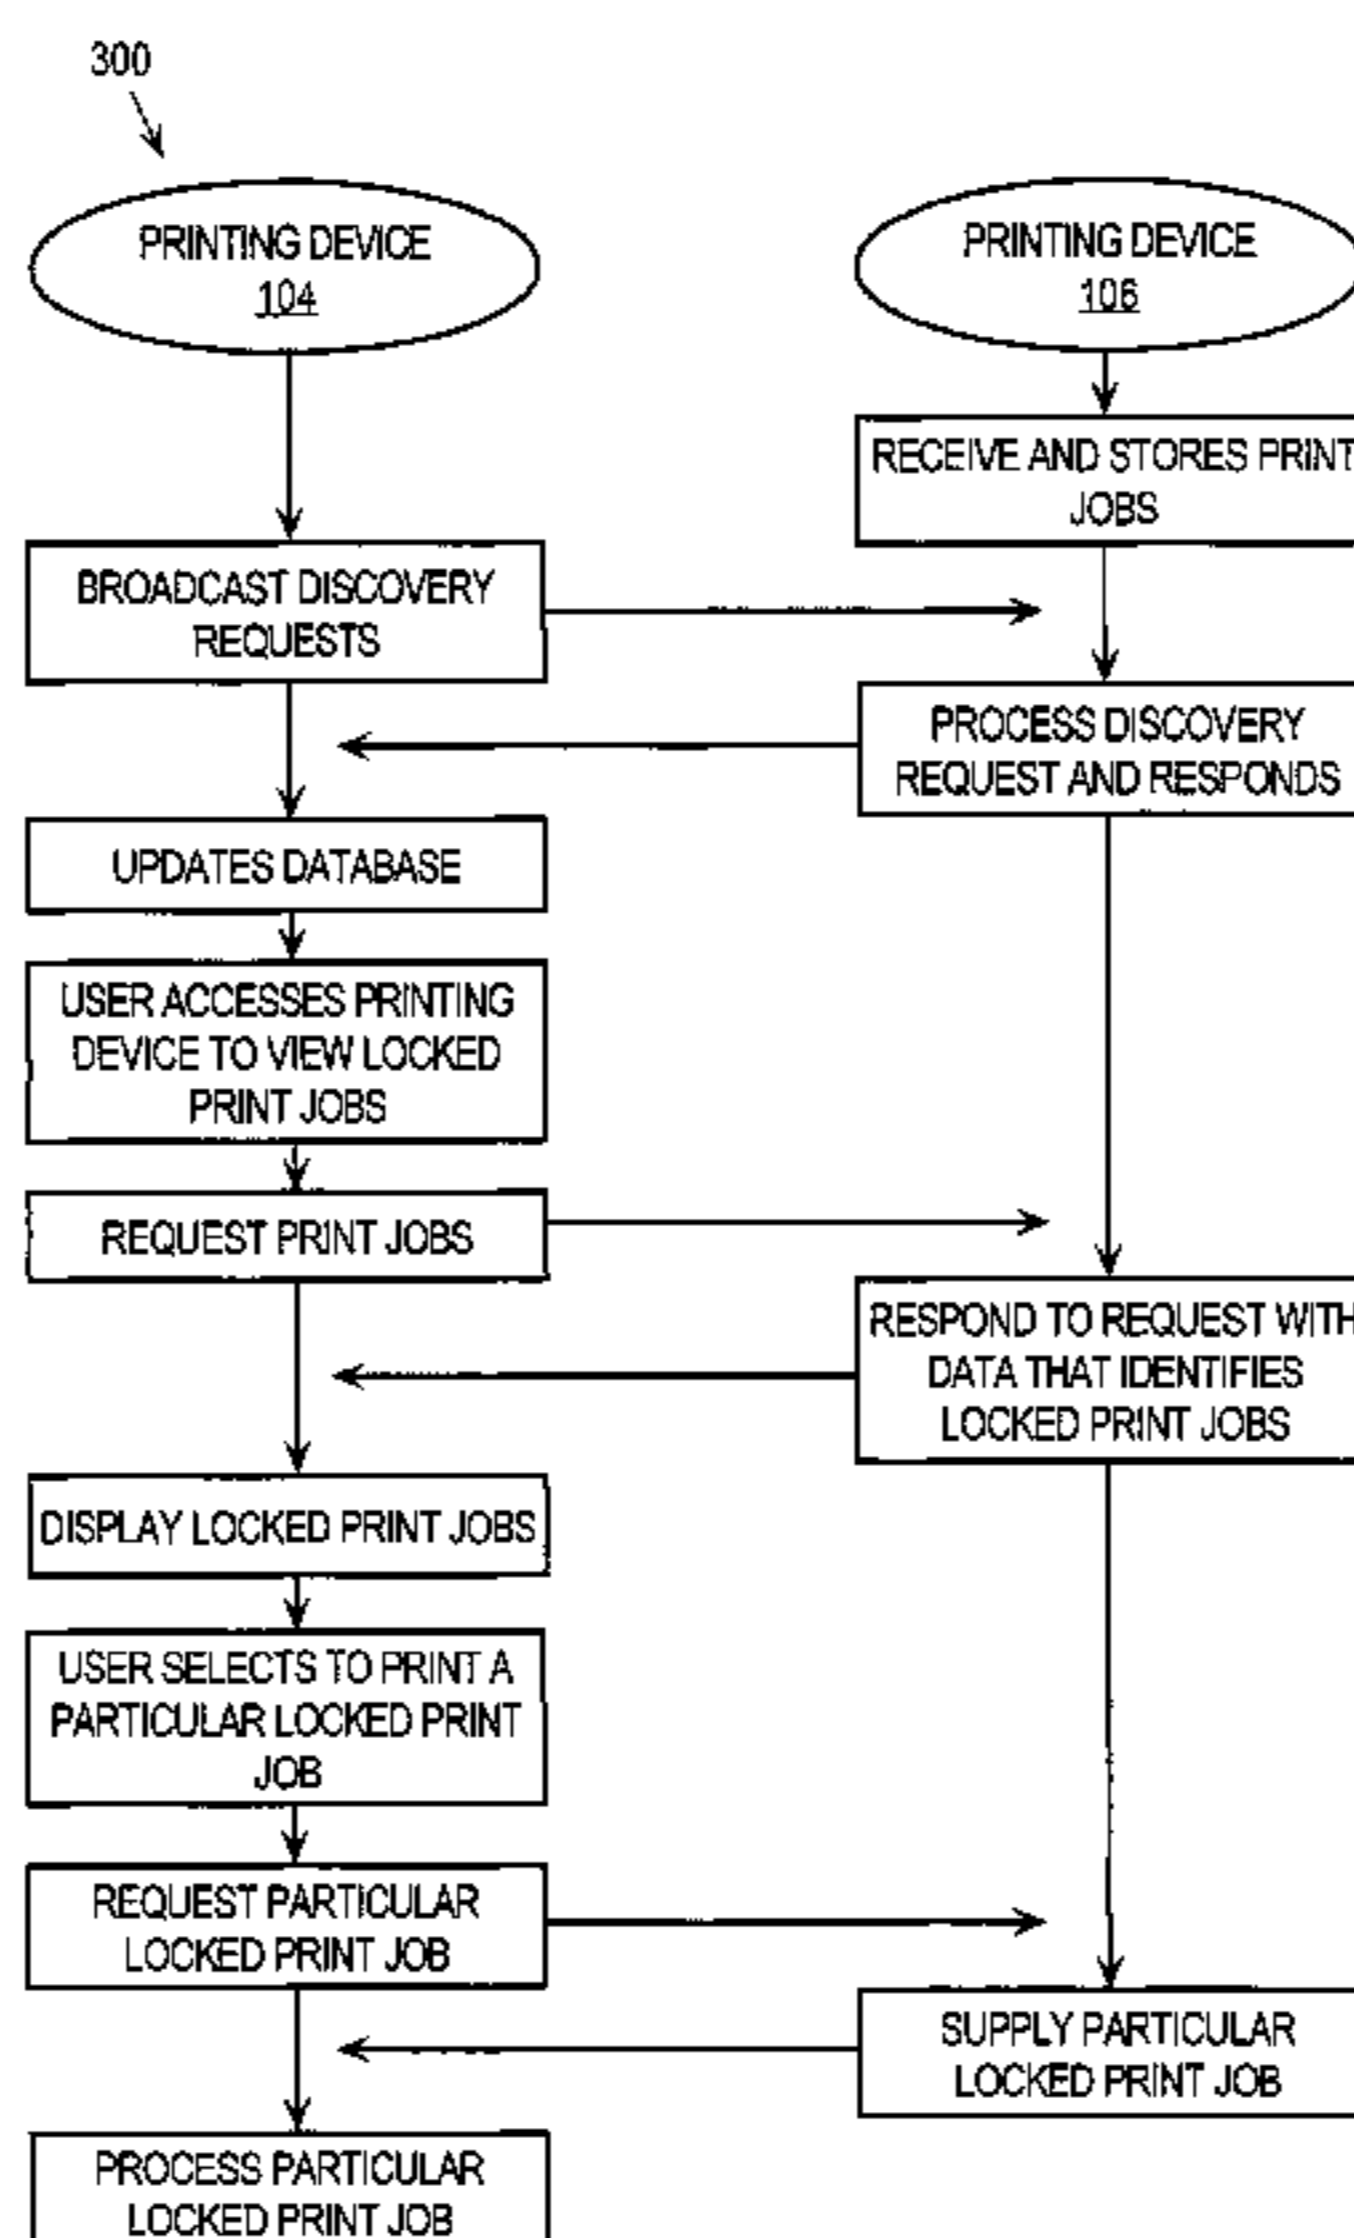 300
PRINTING DEVICE
104
PRINTING DEVICE
106
RECEIVE AND STORES PRINT
JOBS
BROADCAST DISCOVERY
REQUESTS
PROCESS DISCOVERY
REQUEST AND RESPONDS
UPDATES DATABASE
USER ACCESSES PRINTING
DEVICE TO VIEW LOCKED
PRINT JOBS
REQUEST PRINT JOBS
RESPOND TO REQUEST WITH
DATA THAT IDENTIFIES
LOCKED PRINT JOBS
DISPLAY LOCKED PRINT JOBS
USER SELECTS TO PRINT A
PARTICULAR LOCKED PRINT
JOB
REQUEST PARTICULAR
LOCKED PRINT JOB
SUPPLY PARTICULAR
LOCKED PRINT JOB
PROCESS PARTICULAR
LOCKED PRINT JOB